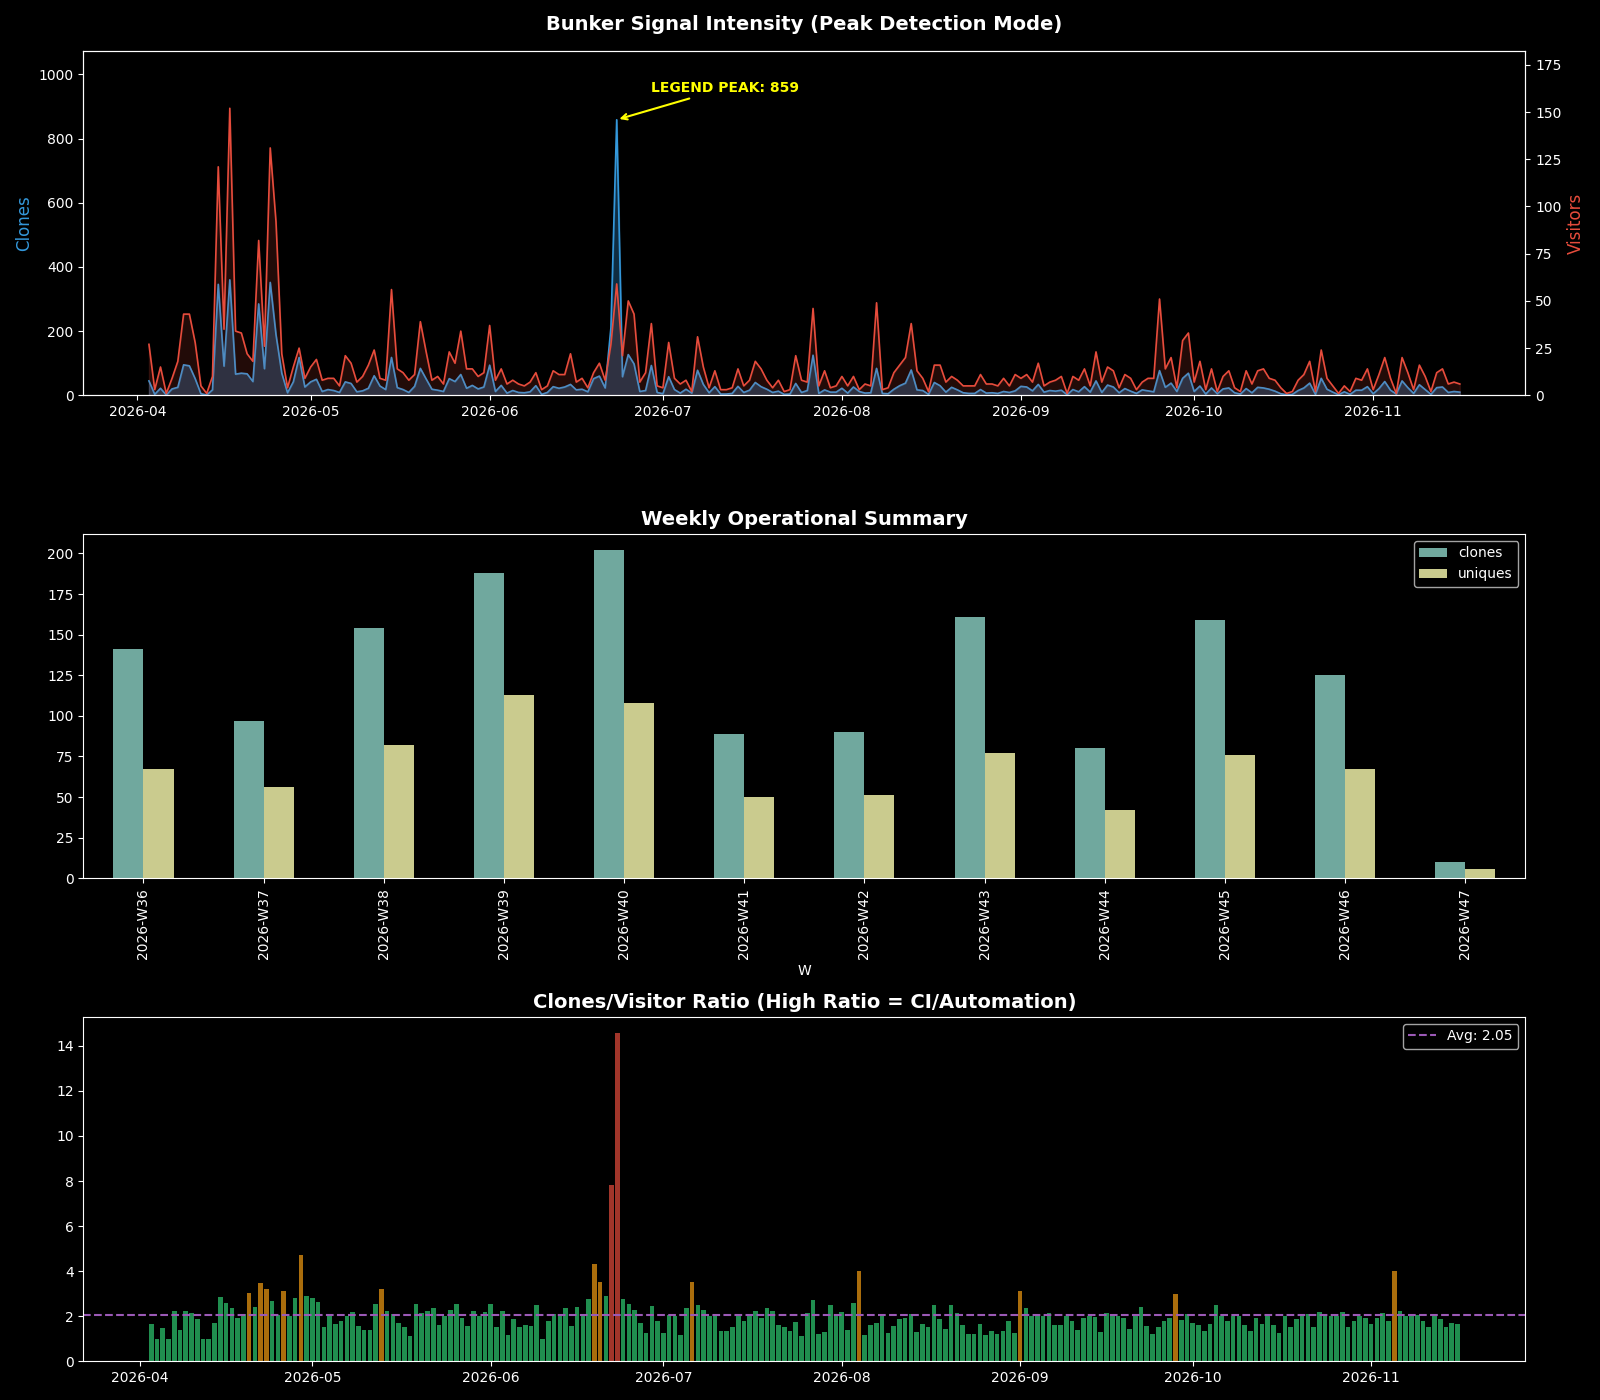 Bunker Signal Intensity (Peak Detection Mode)
LEGEND PEAK: 859
Clones
1000
800
600
400
200
0
175
150
125
100
75
50
25
0
Visitors
2026-04 2026-05 2026-06 2026-07 2026-08 2026-09 2026-10 2026-11
Weekly Operational Summary
clones
uniques
200
175
150
125
100
75
50
25
0
2026-W36 2026-W37 2026-W38 2026-W39 2026-W40 2026-W41 2026-W42 2026-W43 2026-W44 2026-W45 2026-W46 2026-W47
W
Clones/Visitor Ratio (High Ratio = CI/Automation)
Avg: 2.05
14
12
10
8
6
4
2
0
2026-04 2026-05 2026-06 2026-07 2026-08 2026-09 2026-10 2026-11